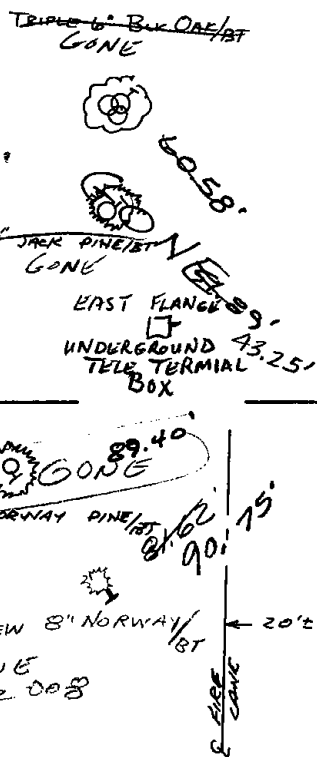 TRIPLE 6" BLK OAK/BT
GONE
60.58'
JACK PINE/BT
GONE
EAST FLANGE
UNDERGROUND 43.25'
TELE TERMIAL
BOX
GONE 89.40'
NORWAY PINE/BT
81.62'
90.75'
8" NORWAY/BT
20'±
FIRE
LANE